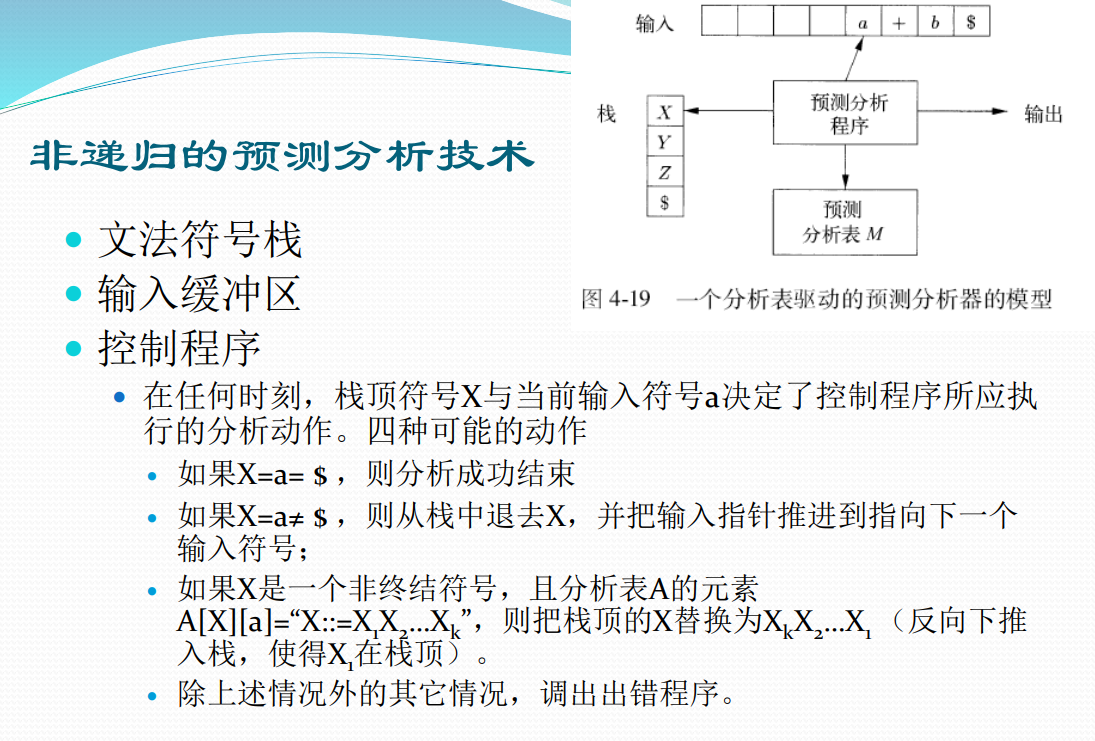 输入
a + b $
栈
X
Y
Z
$
预测分析
程序
输出
预测
分析表 M
图 4-19 一个分析表驱动的预测分析器的模型
非递归的预测分析技术
• 文法符号栈
• 输入缓冲区
• 控制程序
• 在任何时刻，栈顶符号X与当前输入符号a决定了控制程序所应执
行的分析动作。四种可能的动作
• 如果X=a= $ ，则分析成功结束
• 如果X=a≠ $ ，则从栈中退去X，并把输入指针推进到指向下一个
输入符号；
• 如果X是一个非终结符号，且分析表A的元素
A[X][a]=“X::=X₁X₂…Xₖ”，则把栈顶的X替换为XₖX₂…X₁ （反向下推
入栈，使得X₁在栈顶）。
• 除上述情况外的其它情况，调出出错程序。